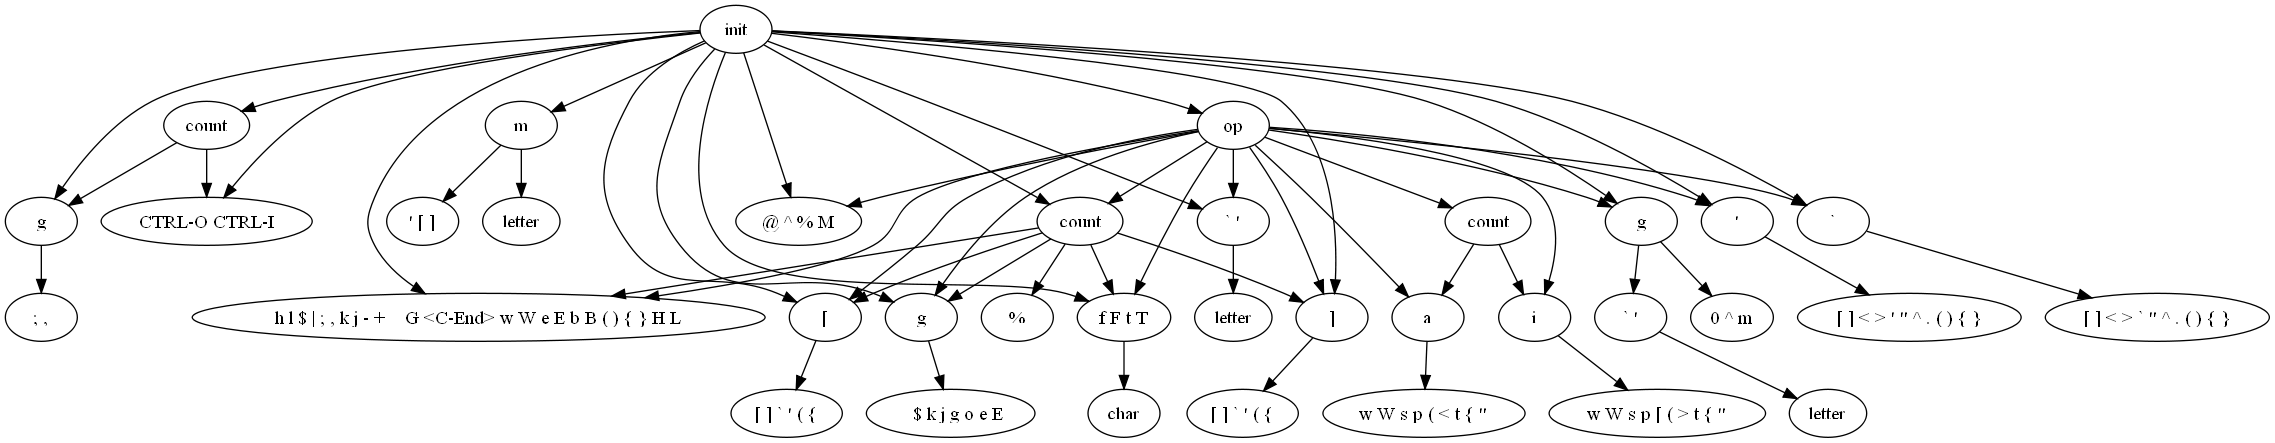 init
count
m
op
g
CTRL-O CTRL-I
' [ ]
letter
@ ^ % M
count
` '
count
g
'
`
; ,
h l $ | ; , k j - + G <C-End> w W e E b B ( ) { } H L
[
g
%
f F t T
letter
]
a
i
` '
0 ^ m
[ ] < > ' " ^ . ( ) { }
[ ] < > ` " ^ . ( ) { }
[ ] ` ' ( {
$ k j g o e E
char
[ ] ` ' ( {
w W s p ( < t { "
w W s p [ ( > t { "
letter